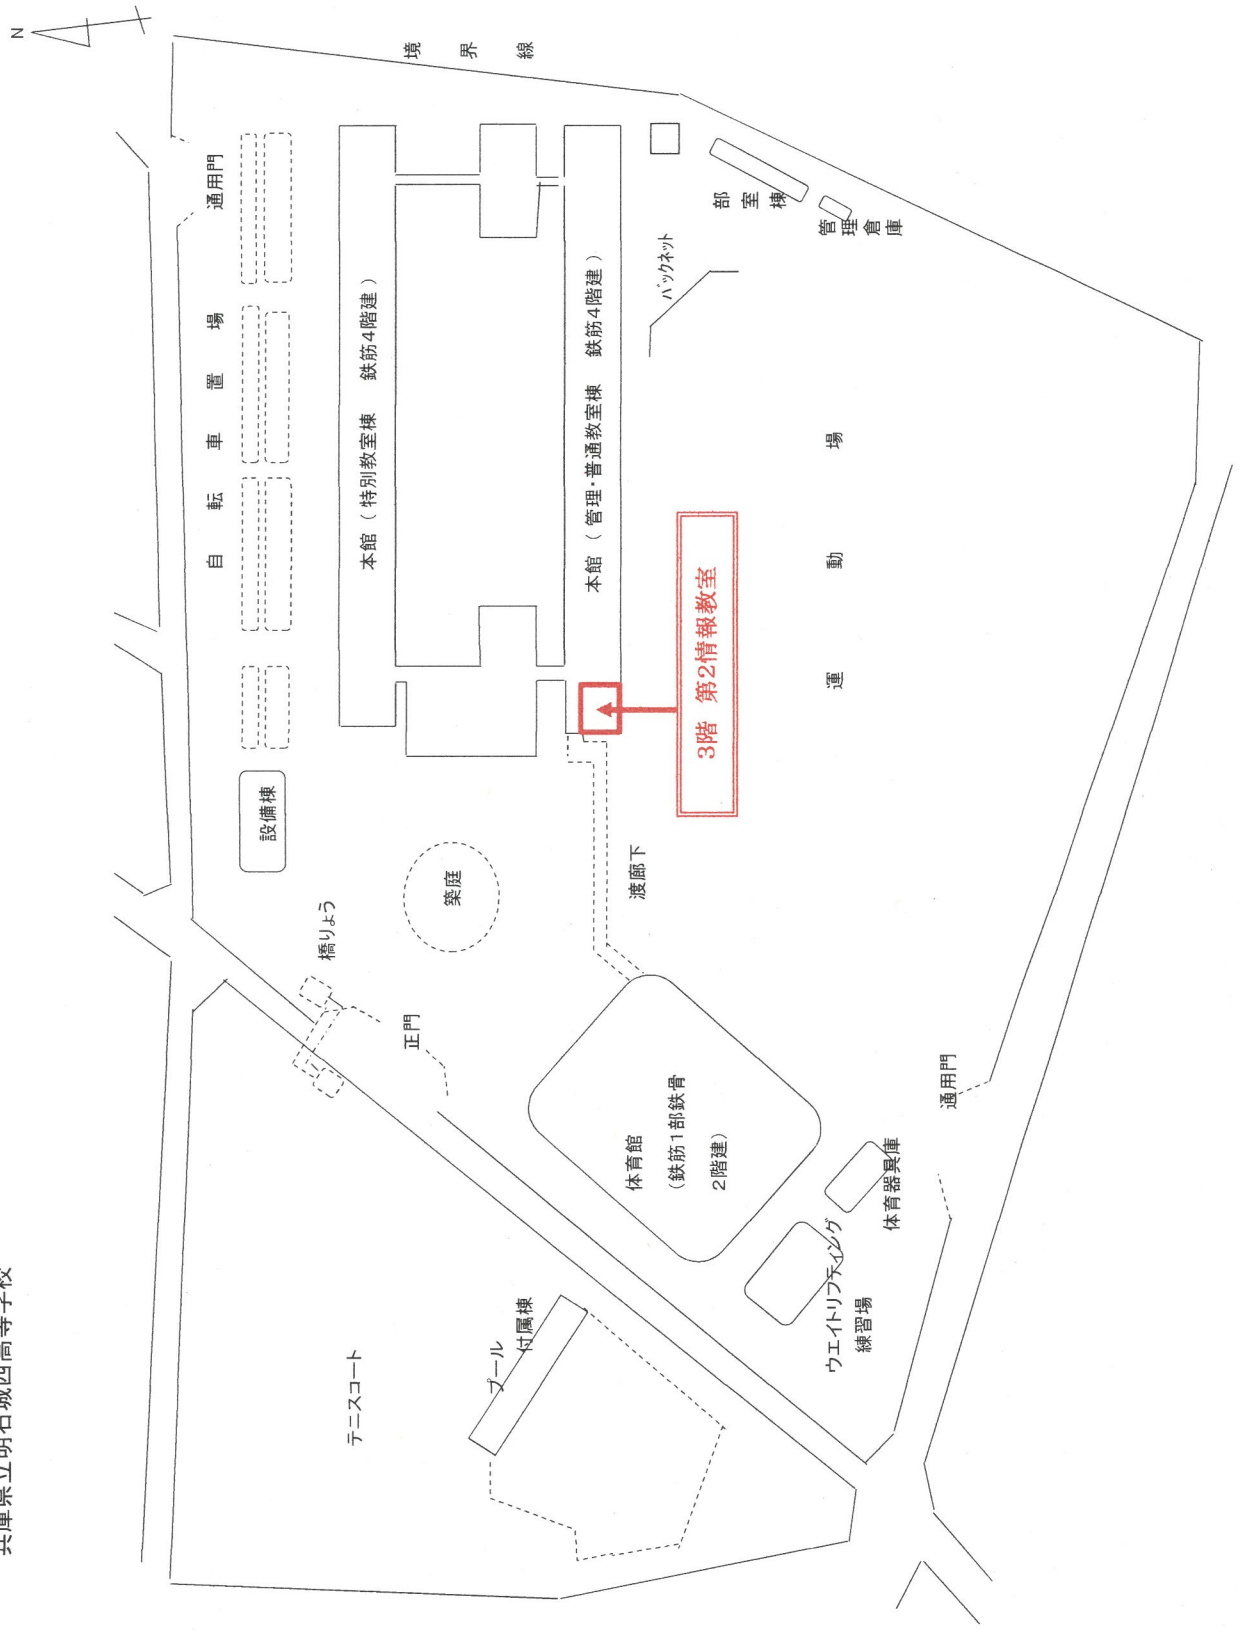 兵庫県立明石城西高等学校
N
境界線
通用門
自転車置場
設備棟
橋りょう
正門
築庭
本館（特別教室棟　鉄筋4階建）
本館（管理・普通教室棟　鉄筋4階建）
3階 第2情報教室
渡廊下
バックネット
部室棟
管理倉庫
運動場
体育館
（鉄筋1部鉄骨
2階建）
通用門
体育器具庫
ウエイトリフティング
練習場
テニスコート
プール
付属棟